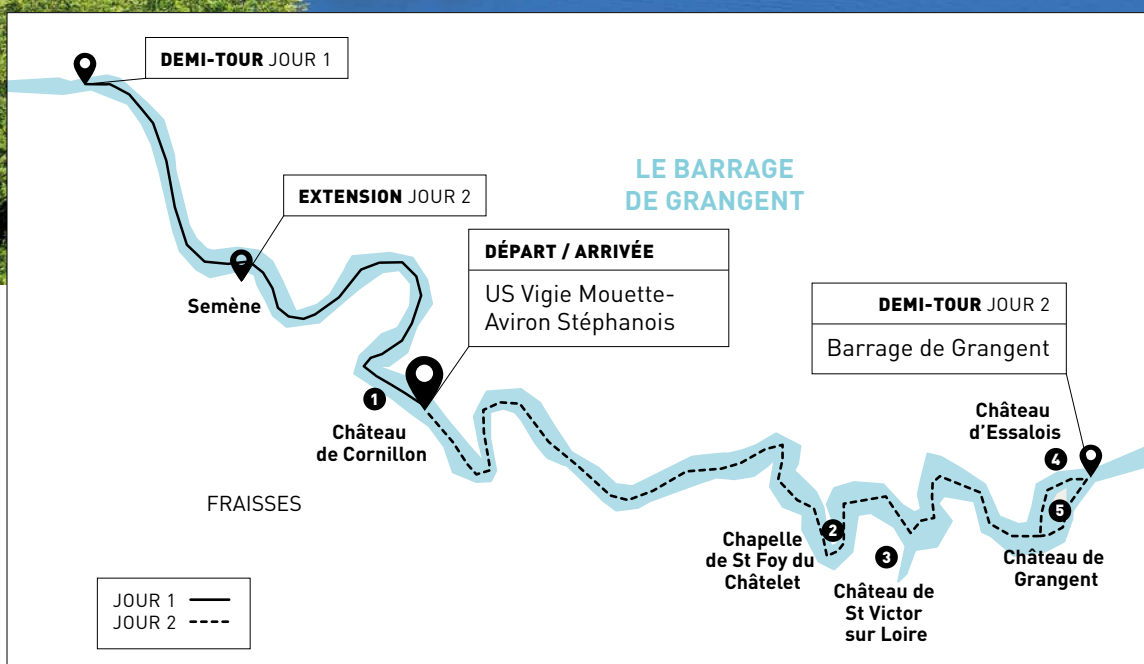 DEMI-TOUR JOUR 1
LE BARRAGE
DE GRANGENT
EXTENSION JOUR 2
DÉPART / ARRIVÉE
US Vigie Mouette-
Aviron Stéphanois
Semène
DEMI-TOUR JOUR 2
Barrage de Grangent
1
Château
de Cornillon
Château
d'Essalois
4
FRAISSES
5
2
Chapelle
de St Foy du
Châtelet
3
Château de
St Victor
sur Loire
Château de
Grangent
JOUR 1
JOUR 2